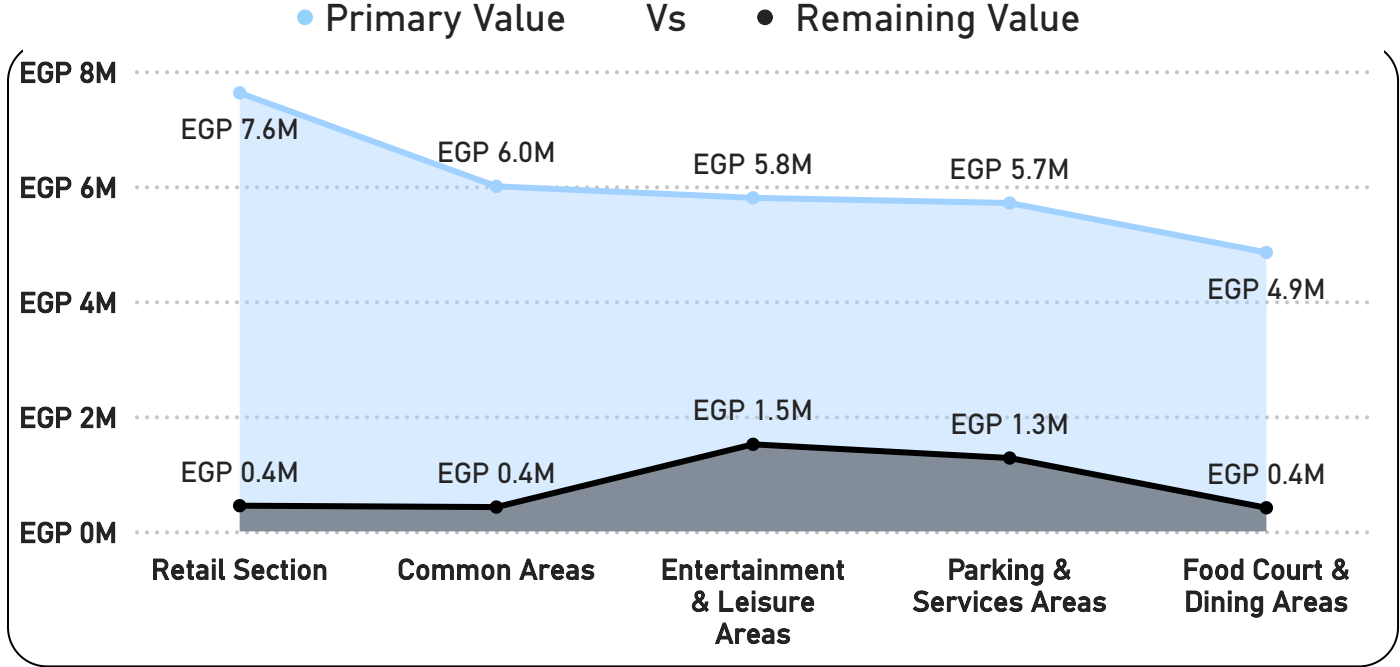 Primary Value Vs Remaining Value
EGP 8M
EGP 7.6M
EGP 6.0M
EGP 5.8M
EGP 5.7M
EGP 6M
EGP 4.9M
EGP 4M
EGP 2M
EGP 1.5M
EGP 1.3M
EGP 0.4M
EGP 0.4M
EGP 0.4M
EGP 0M
Retail Section
Common Areas
Entertainment
& Leisure
Areas
Parking &
Services Areas
Food Court &
Dining Areas